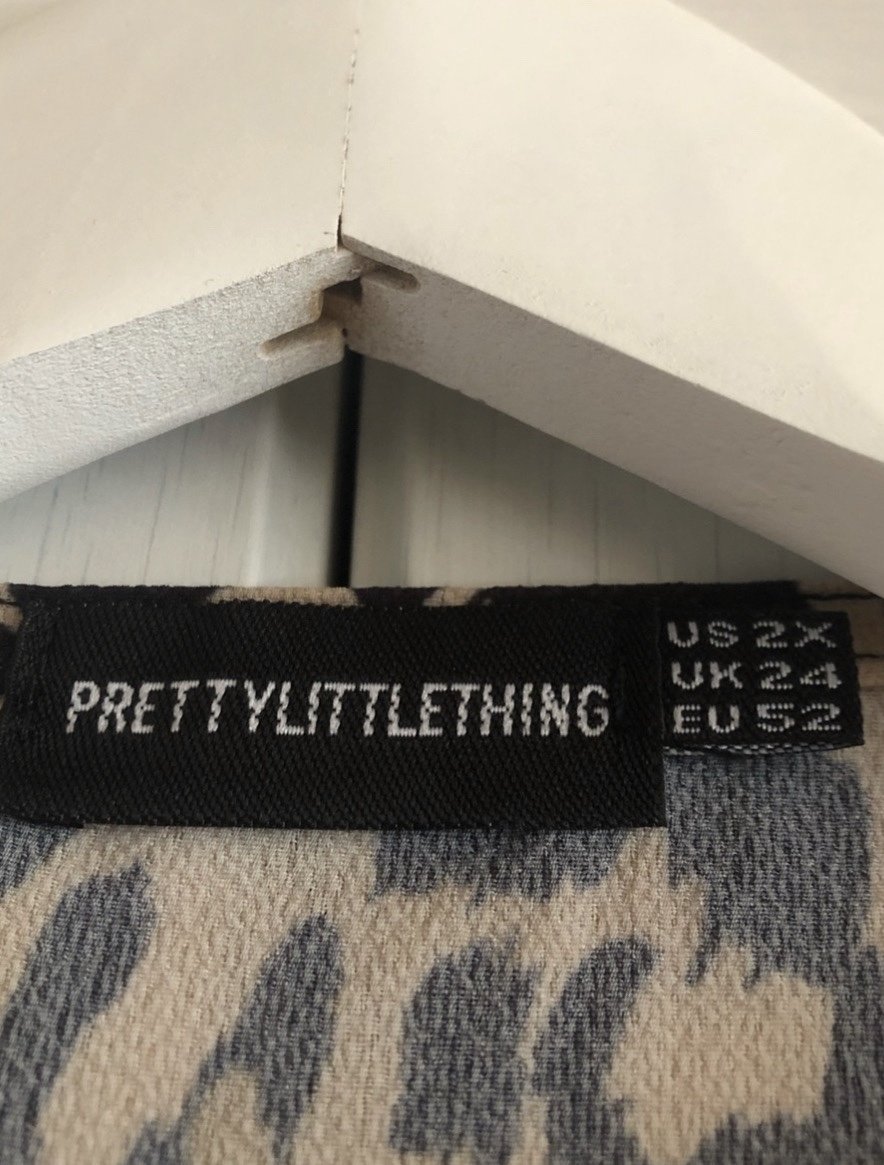 PRETTYLITTLETHING
US 2X
UK 24
EU 52